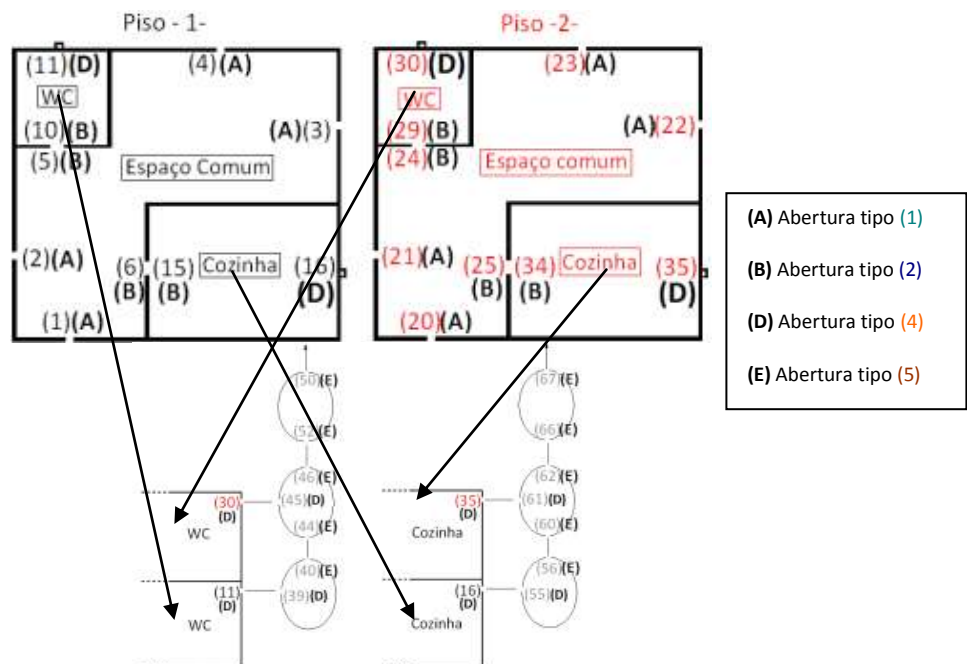 Piso - 1-
(11)(D)
(4)(A)
WC
(10)(B)
(A)(3)
(5)(B)
Espaço Comum
(2)(A)
(6)
(B)
(15)
(B)
Cozinha
(16)
(D)
(1)(A)
Piso -2-
(30)(D)
(23)(A)
WC
(29)(B)
(A)(22)
(24)(B)
Espaço comum
(21)(A)
(25)
(B)
(34)
(B)
Cozinha
(35)
(D)
(20)(A)
(A) Abertura tipo (1)
(B) Abertura tipo (2)
(D) Abertura tipo (4)
(E) Abertura tipo (5)
(50)(E)
(52)(E)
(46)(E)
(30)
(D)
(45)(D)
WC
(44)(E)
(40)(E)
(11)
(D)
(39)(D)
WC
(67)(E)
(66)(E)
(62)(E)
(35)
(D)
(61)(D)
Cozinha
(60)(E)
(56)(E)
(16)
(D)
(55)(D)
Cozinha